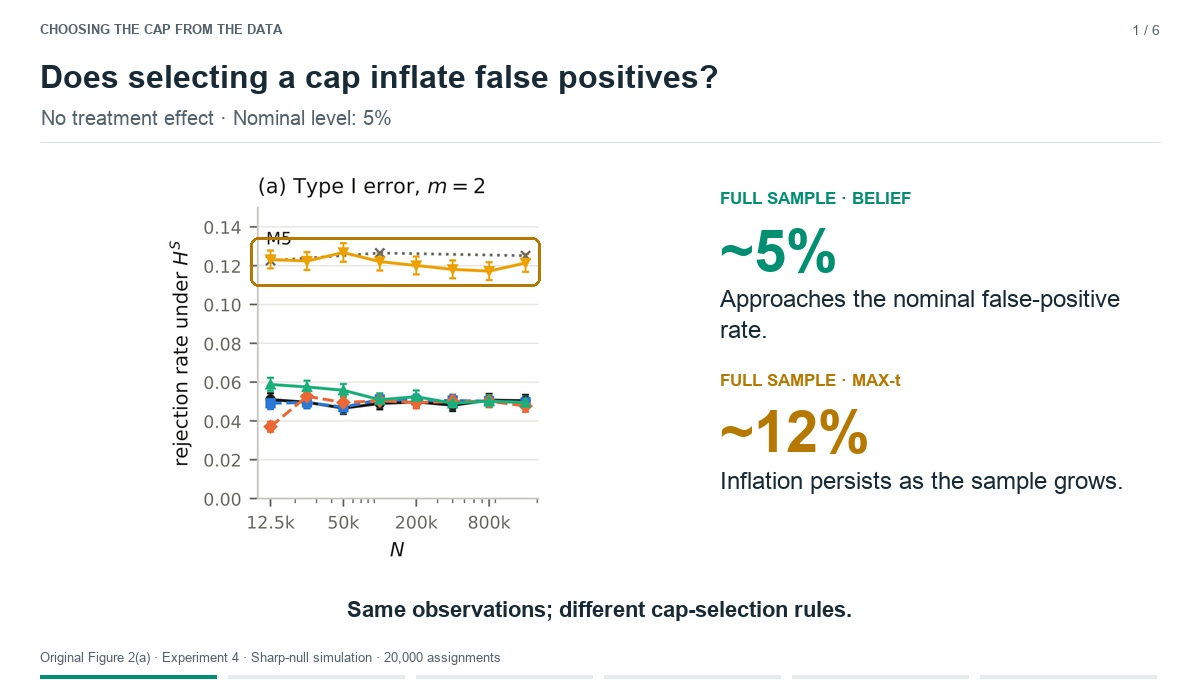 CHOOSING THE CAP FROM THE DATA
1 / 6
Does selecting a cap inflate false positives?
No treatment effect · Nominal level: 5%
(a) Type I error, m = 2
rejection rate under H^S
0.14
0.12
0.10
0.08
0.06
0.04
0.02
0.00
M5
12.5k 50k 200k 800k
N
FULL SAMPLE · BELIEF
~5%
Approaches the nominal false-positive
rate.
FULL SAMPLE · MAX-t
~12%
Inflation persists as the sample grows.
Same observations; different cap-selection rules.
Original Figure 2(a) · Experiment 4 · Sharp-null simulation · 20,000 assignments